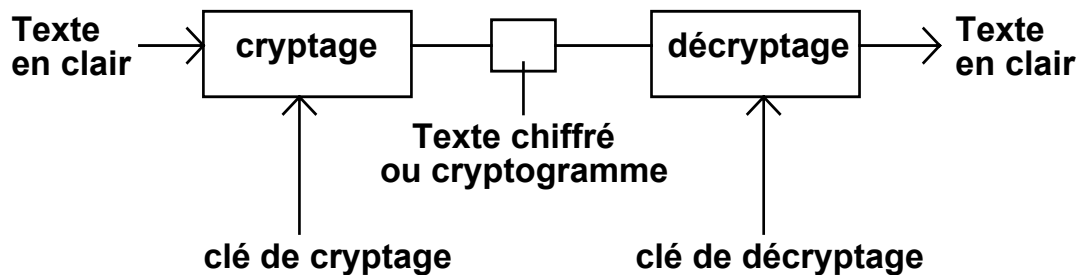 Texte
en clair
cryptage
décryptage
Texte
en clair
Texte chiffré
ou cryptogramme
clé de cryptage
clé de décryptage